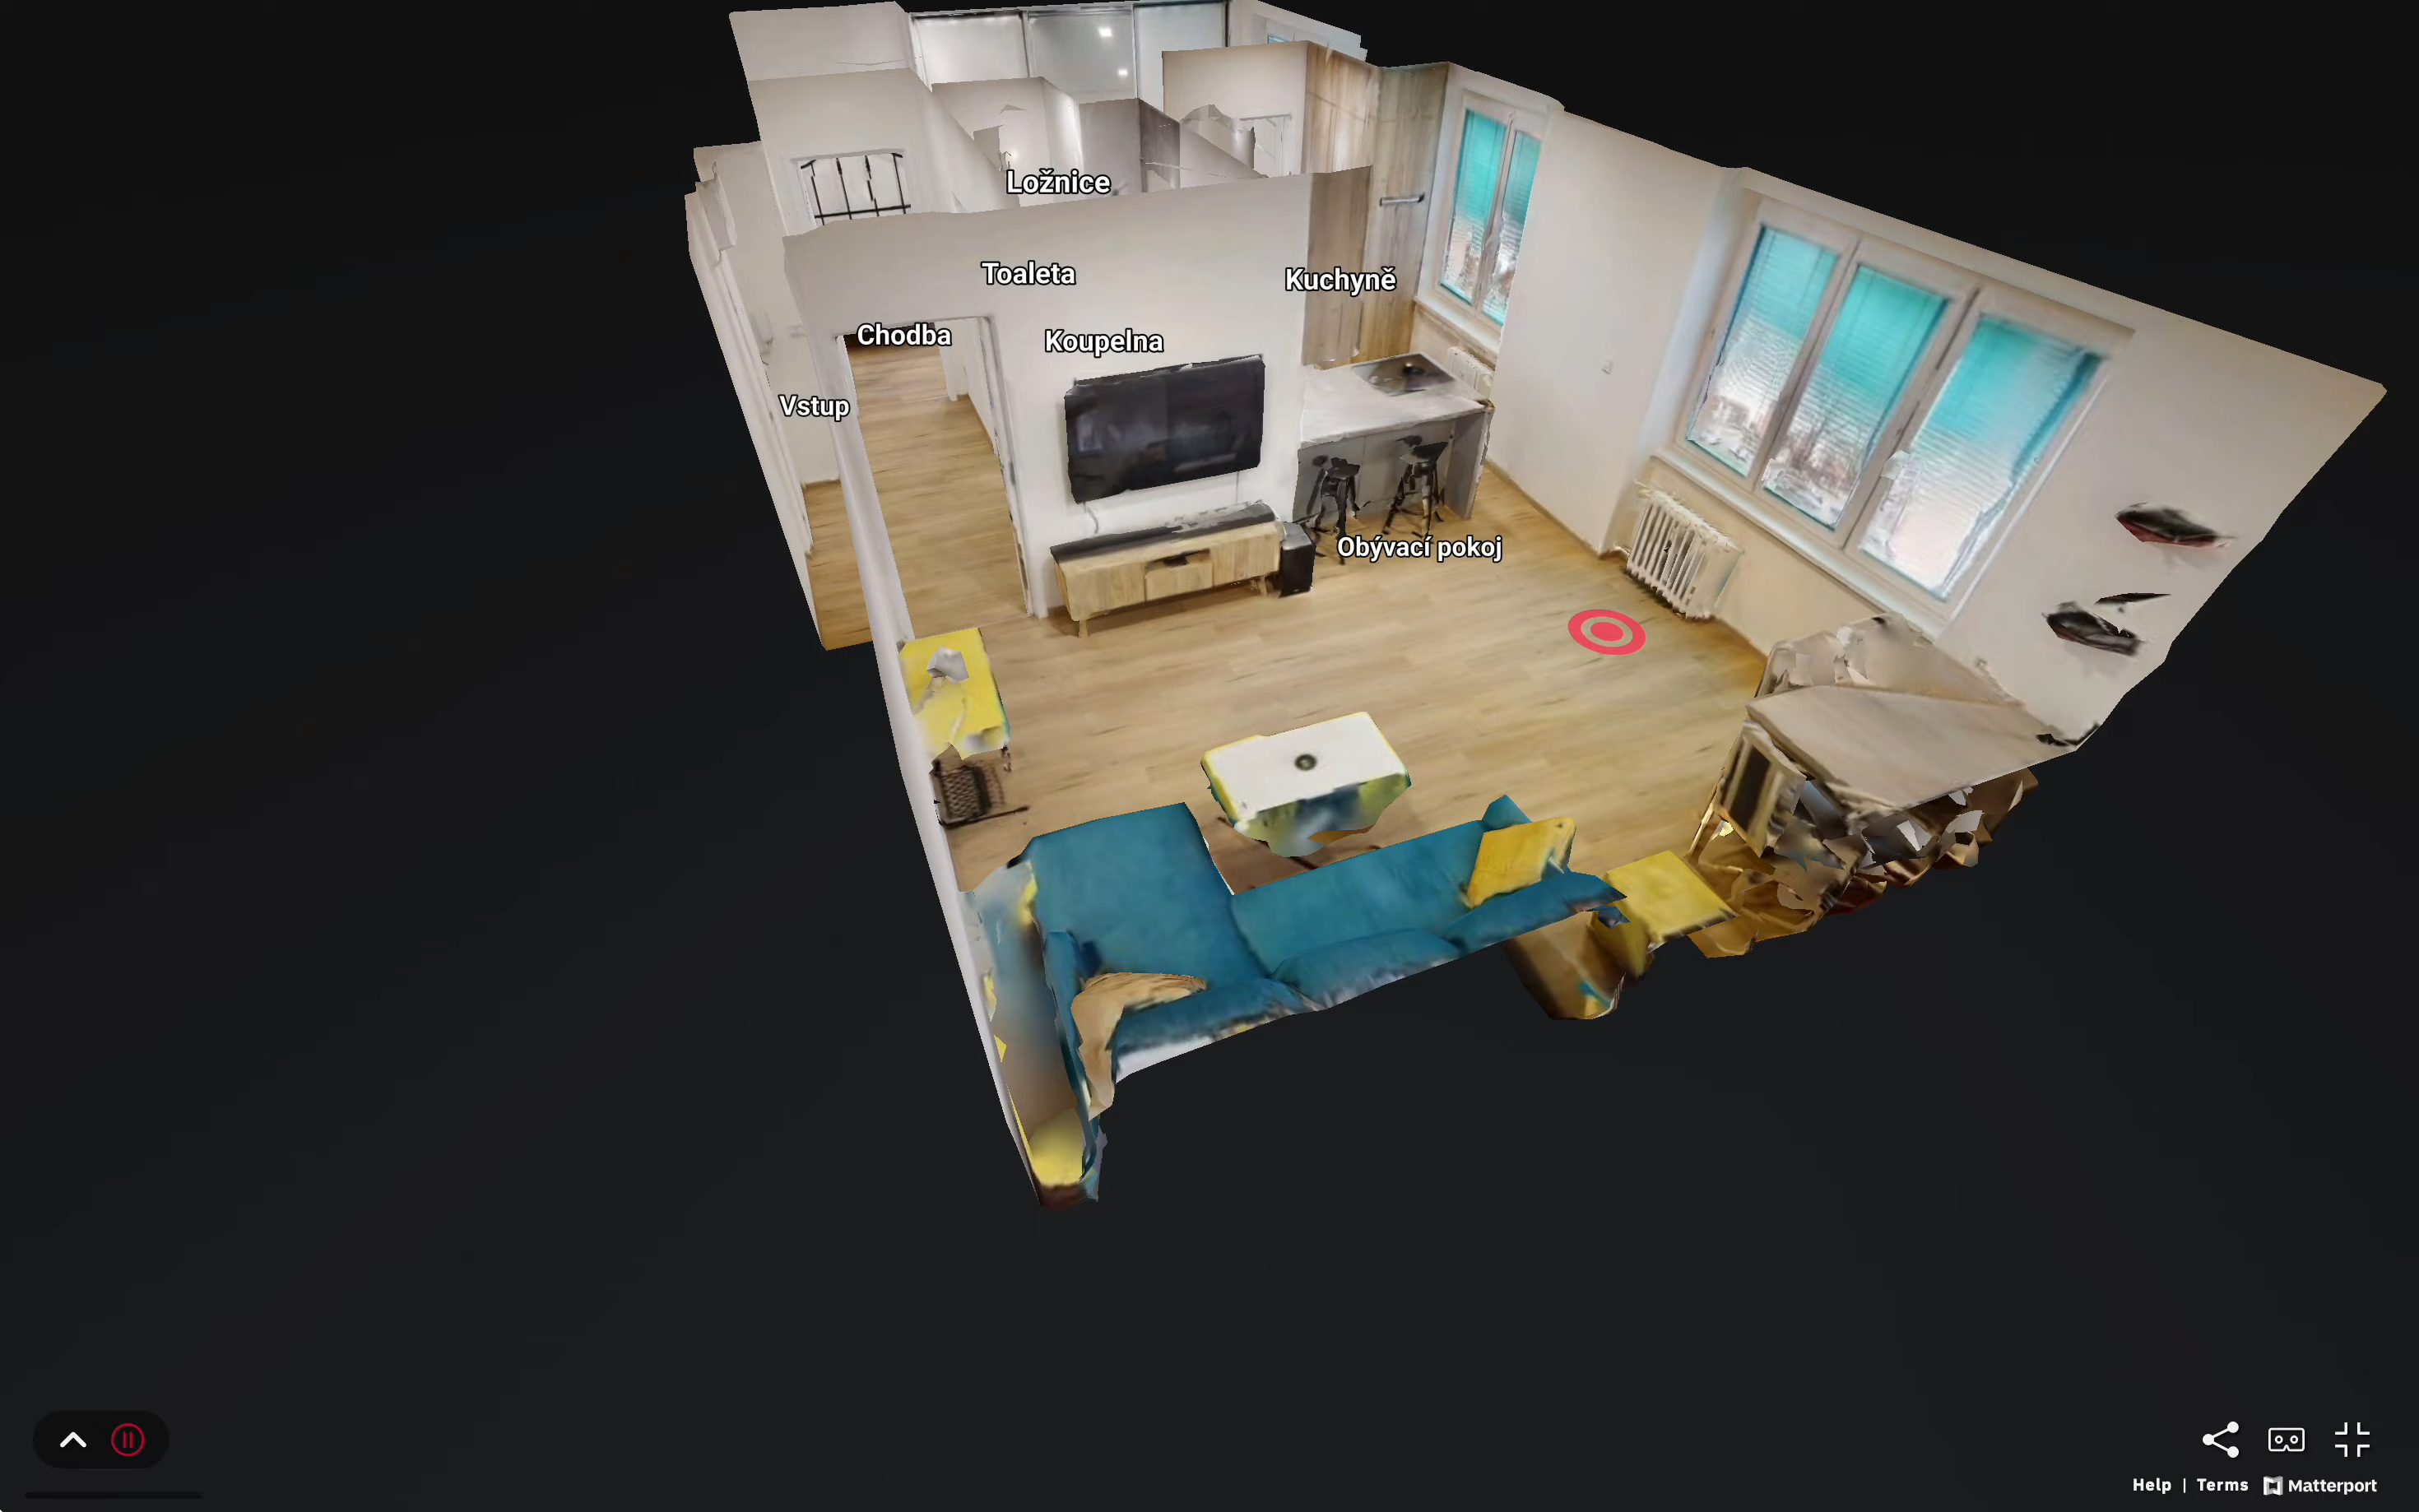 Ložnice
Toaleta
Kuchyně
Chodba
Koupelna
Vstup
Obývací pokoj
Help | Terms Matterport